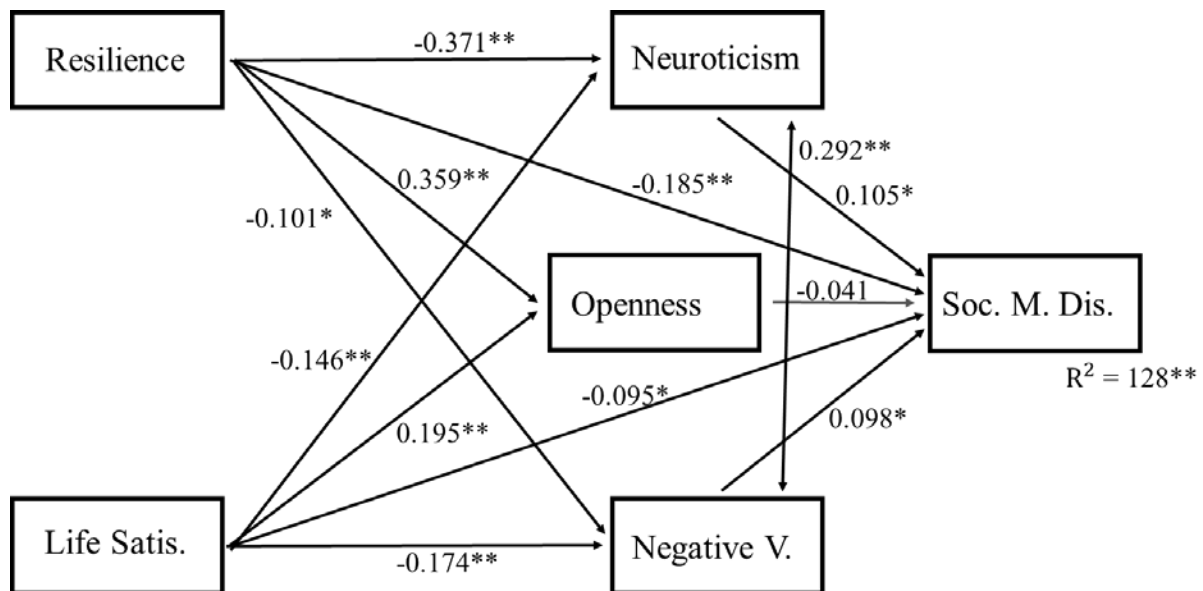 Resilience
-0.371**
Neuroticism
0.292**
0.359**
-0.185**
0.105*
-0.101*
Openness
-0.041
Soc. M. Dis.
-0.146**
R² = 128**
-0.095*
0.195**
0.098*
Life Satis.
-0.174**
Negative V.